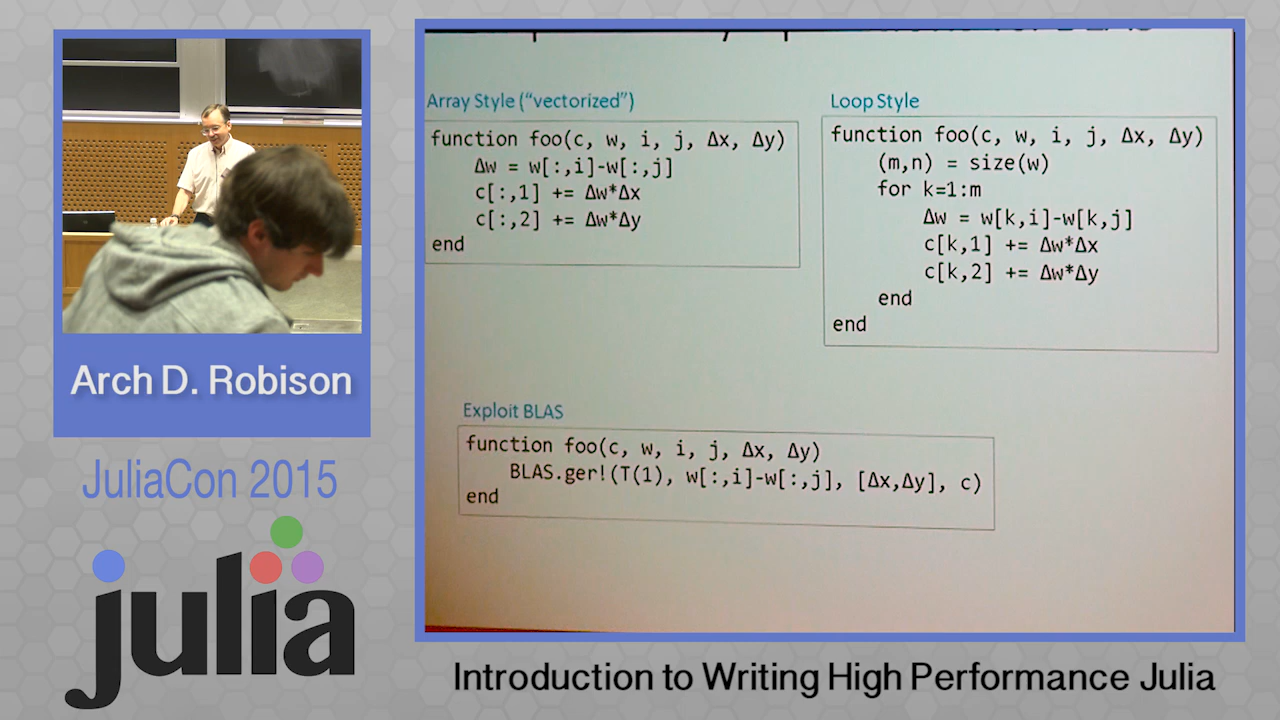 Array Style ("vectorized")
function foo(c, w, i, j, Δx, Δy)
Δw = w[:,i]-w[:,j]
c[:,1] += Δw*Δx
c[:,2] += Δw*Δy
end
Loop Style
function foo(c, w, i, j, Δx, Δy)
(m,n) = size(w)
for k=1:m
Δw = w[k,i]-w[k,j]
c[k,1] += Δw*Δx
c[k,2] += Δw*Δy
end
end
Exploit BLAS
function foo(c, w, i, j, Δx, Δy)
BLAS.ger!(T(1), w[:,i]-w[:,j], [Δx,Δy], c)
end
Arch D. Robison
JuliaCon 2015
julia
Introduction to Writing High Performance Julia